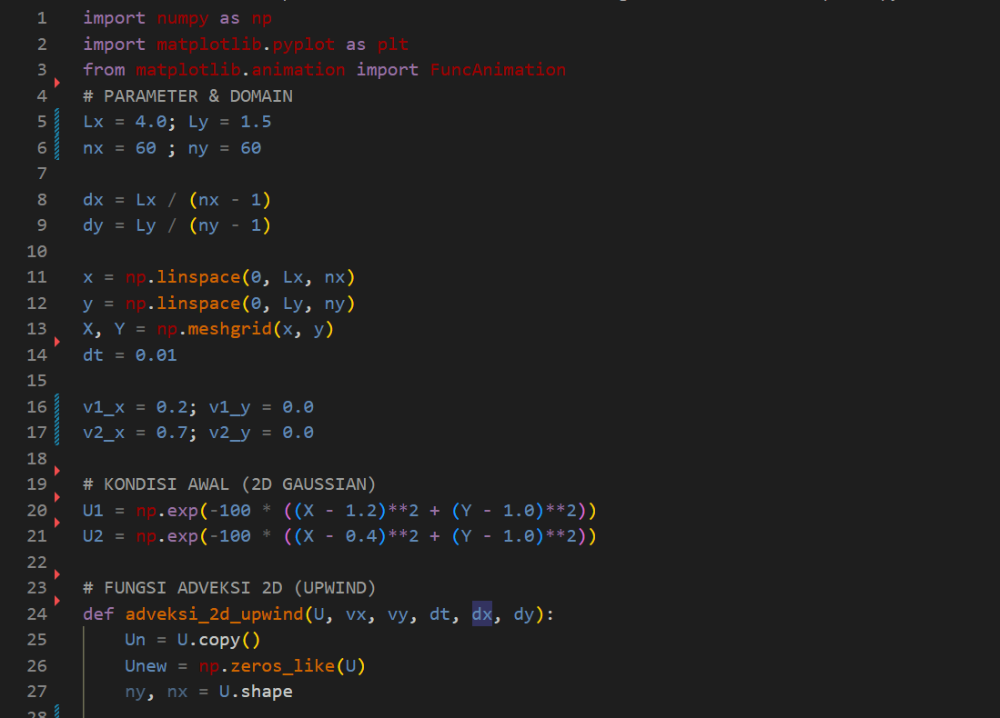 1 import numpy as np
2 import matplotlib.pyplot as plt
3 from matplotlib.animation import FuncAnimation
4 # PARAMETER & DOMAIN
5 Lx = 4.0; Ly = 1.5
6 nx = 60 ; ny = 60
7
8 dx = Lx / (nx - 1)
9 dy = Ly / (ny - 1)
10
11 x = np.linspace(0, Lx, nx)
12 y = np.linspace(0, Ly, ny)
13 X, Y = np.meshgrid(x, y)
14 dt = 0.01
15
16 v1_x = 0.2; v1_y = 0.0
17 v2_x = 0.7; v2_y = 0.0
18
19 # KONDISI AWAL (2D GAUSSIAN)
20 U1 = np.exp(-100 * ((X - 1.2)**2 + (Y - 1.0)**2))
21 U2 = np.exp(-100 * ((X - 0.4)**2 + (Y - 1.0)**2))
22
23 # FUNGSI ADVEKSI 2D (UPWIND)
24 def adveksi_2d_upwind(U, vx, vy, dt, dx, dy):
25     Un = U.copy()
26     Unew = np.zeros_like(U)
27     ny, nx = U.shape
28